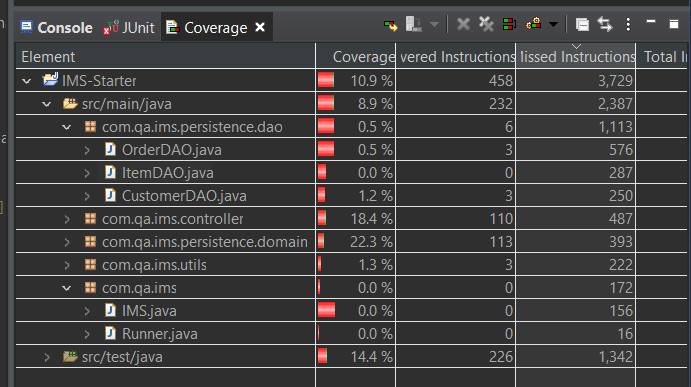 Console JUnit Coverage
Element Coverage vered Instructions lissed Instructions Total In
IMS-Starter 10.9 % 458 3,729
src/main/java 8.9 % 232 2,387
com.qa.ims.persistence.dao 0.5 % 6 1,113
OrderDAO.java 0.5 % 3 576
ItemDAO.java 0.0 % 0 287
CustomerDAO.java 1.2 % 3 250
com.qa.ims.controller 18.4 % 110 487
com.qa.ims.persistence.domain 22.3 % 113 393
com.qa.ims.utils 1.3 % 3 222
com.qa.ims 0.0 % 0 172
IMS.java 0.0 % 0 156
Runner.java 0.0 % 0 16
src/test/java 14.4 % 226 1,342